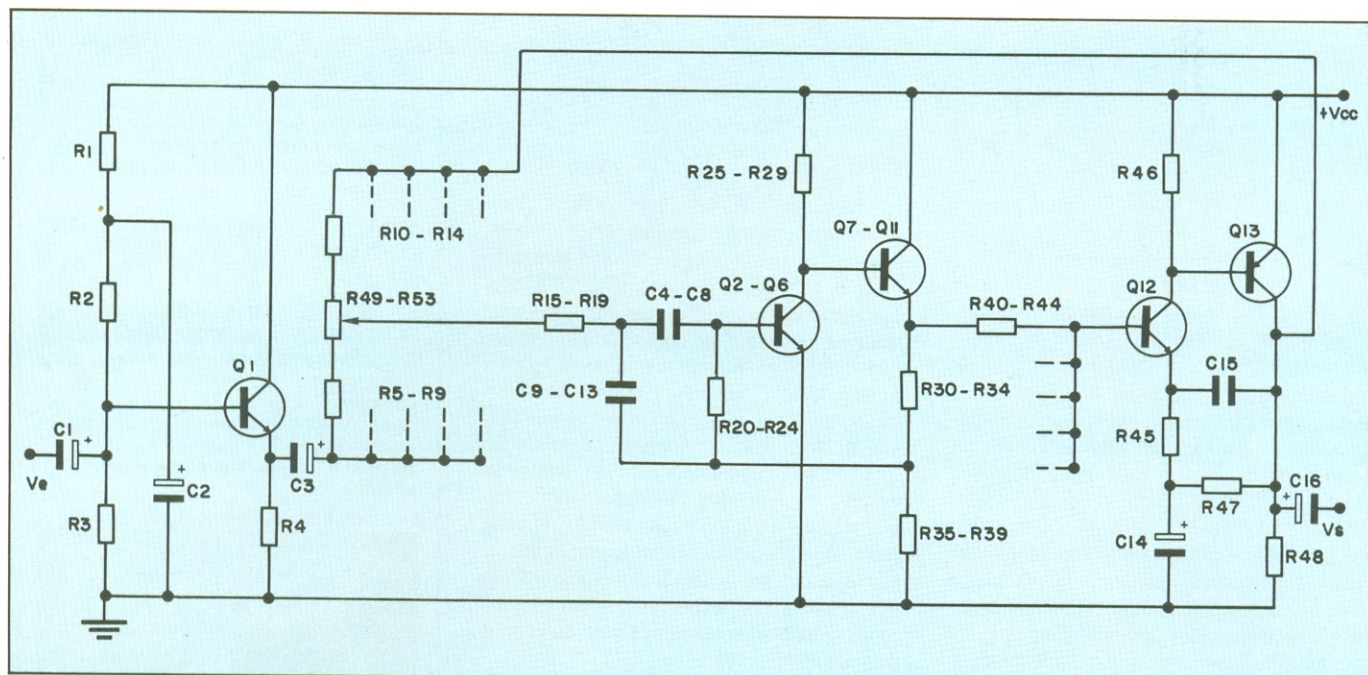 +Vcc
R1
R25 - R29
R46
R10 - R14
Q7 - Q11
Q13
R2
R49 - R53
R15 - R19
C4 - C8
Q2 - Q6
R40 - R44
Q12
Q1
C9 - C13
R5 - R9
R30 - R34
C15
R20 - R24
R45
C1
+
Ve
C3
+
+
C2
R3
R4
R47
+
C16
Vs
R35 - R39
C14
+
R48